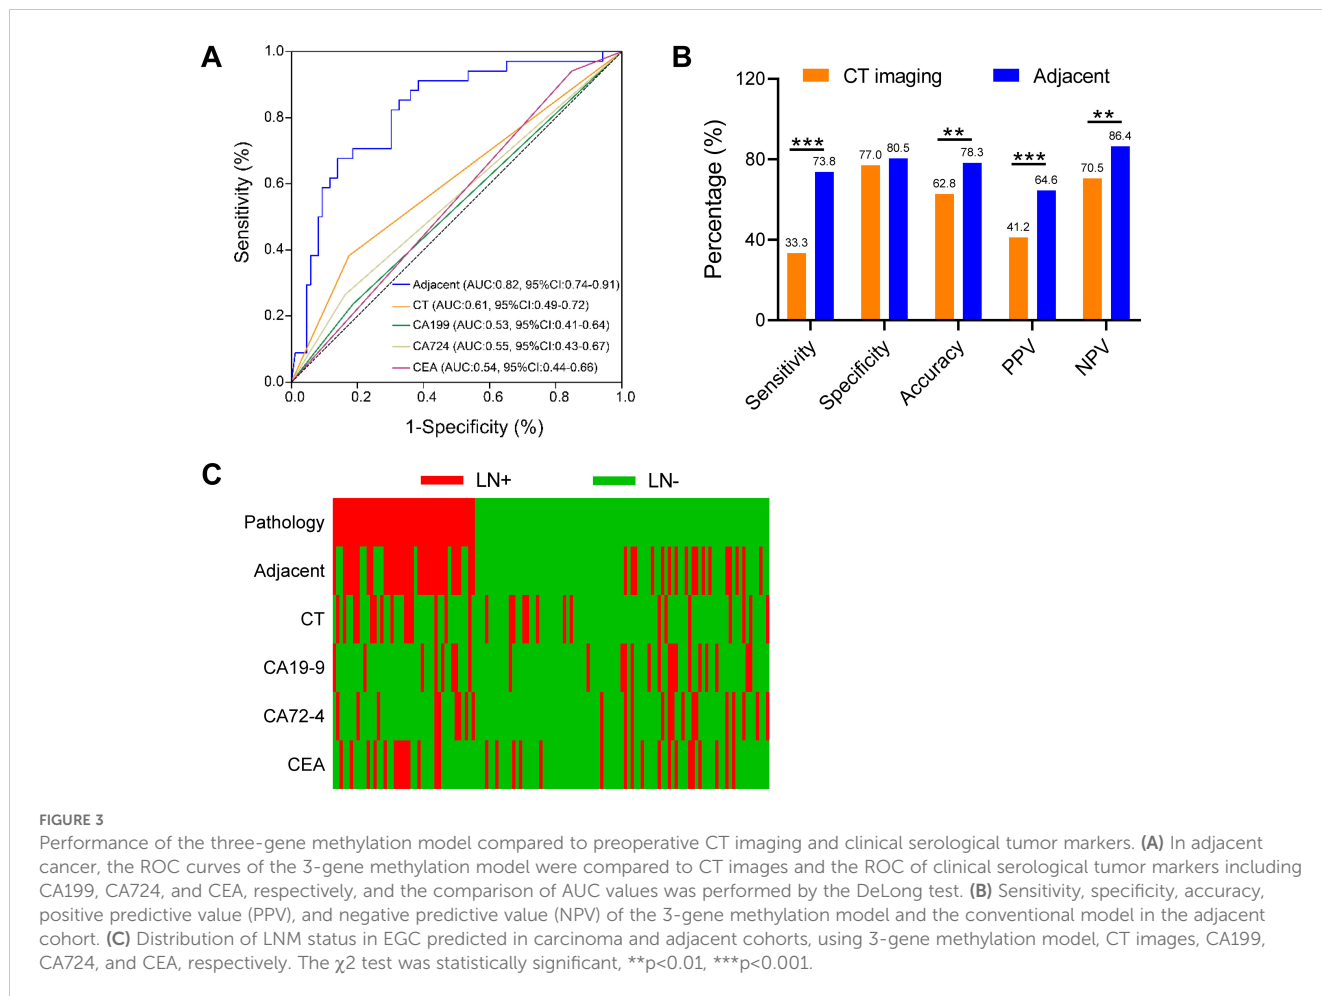 A
1.0
0.8
0.6
0.4
0.2
0.0
Sensitivity (%)
Adjacent (AUC:0.82, 95%CI:0.74-0.91)
CT (AUC:0.61, 95%CI:0.49-0.72)
CA199 (AUC:0.53, 95%CI:0.41-0.64)
CA724 (AUC:0.55, 95%CI:0.43-0.67)
CEA (AUC:0.54, 95%CI:0.44-0.66)
0.0 0.2 0.4 0.6 0.8 1.0
1-Specificity (%)
B
CT imaging Adjacent
120
80
40
0
Percentage (%)
*** ** *** **
33.3 73.8 77.0 80.5 62.8 78.3 41.2 64.6 70.5 86.4
Sensitivity Specificity Accuracy PPV NPV
C
LN+ LN-
Pathology
Adjacent
CT
CA19-9
CA72-4
CEA
FIGURE 3
Performance of the three-gene methylation model compared to preoperative CT imaging and clinical serological tumor markers. (A) In adjacent
cancer, the ROC curves of the 3-gene methylation model were compared to CT images and the ROC of clinical serological tumor markers including
CA199, CA724, and CEA, respectively, and the comparison of AUC values was performed by the DeLong test. (B) Sensitivity, specificity, accuracy,
positive predictive value (PPV), and negative predictive value (NPV) of the 3-gene methylation model and the conventional model in the adjacent
cohort. (C) Distribution of LNM status in EGC predicted in carcinoma and adjacent cohorts, using 3-gene methylation model, CT images, CA199,
CA724, and CEA, respectively. The χ2 test was statistically significant, **p<0.01, ***p<0.001.